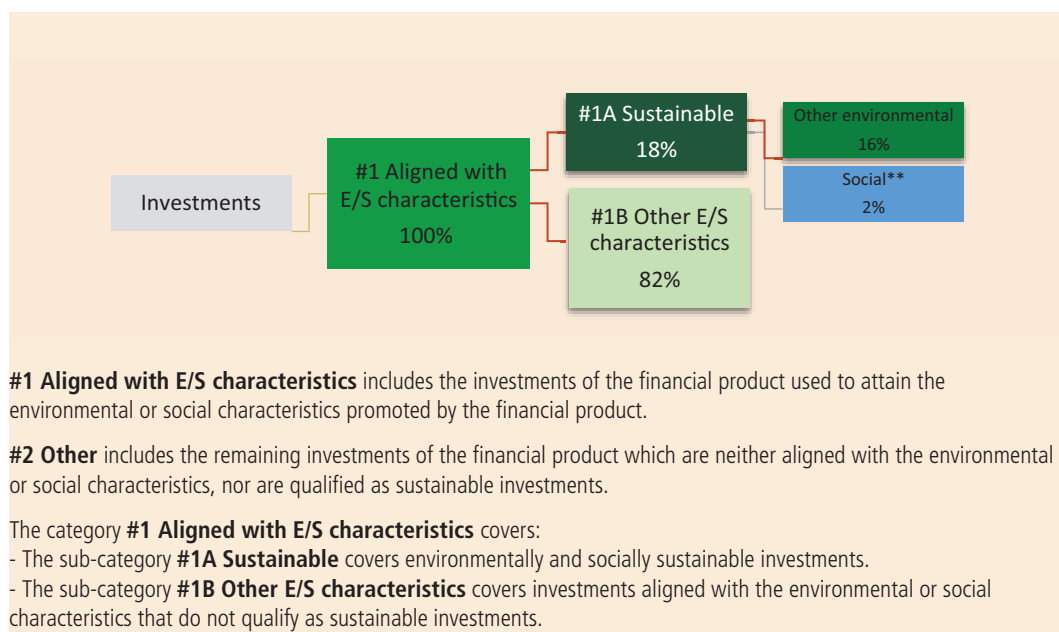 Investments
#1 Aligned with
E/S characteristics
100%
#1A Sustainable
18%
#1B Other E/S
characteristics
82%
Other environmental
16%
Social**
2%
#1 Aligned with E/S characteristics includes the investments of the financial product used to attain the
environmental or social characteristics promoted by the financial product.
#2 Other includes the remaining investments of the financial product which are neither aligned with the environmental
or social characteristics, nor are qualified as sustainable investments.
The category #1 Aligned with E/S characteristics covers:
- The sub-category #1A Sustainable covers environmentally and socially sustainable investments.
- The sub-category #1B Other E/S characteristics covers investments aligned with the environmental or social
characteristics that do not qualify as sustainable investments.